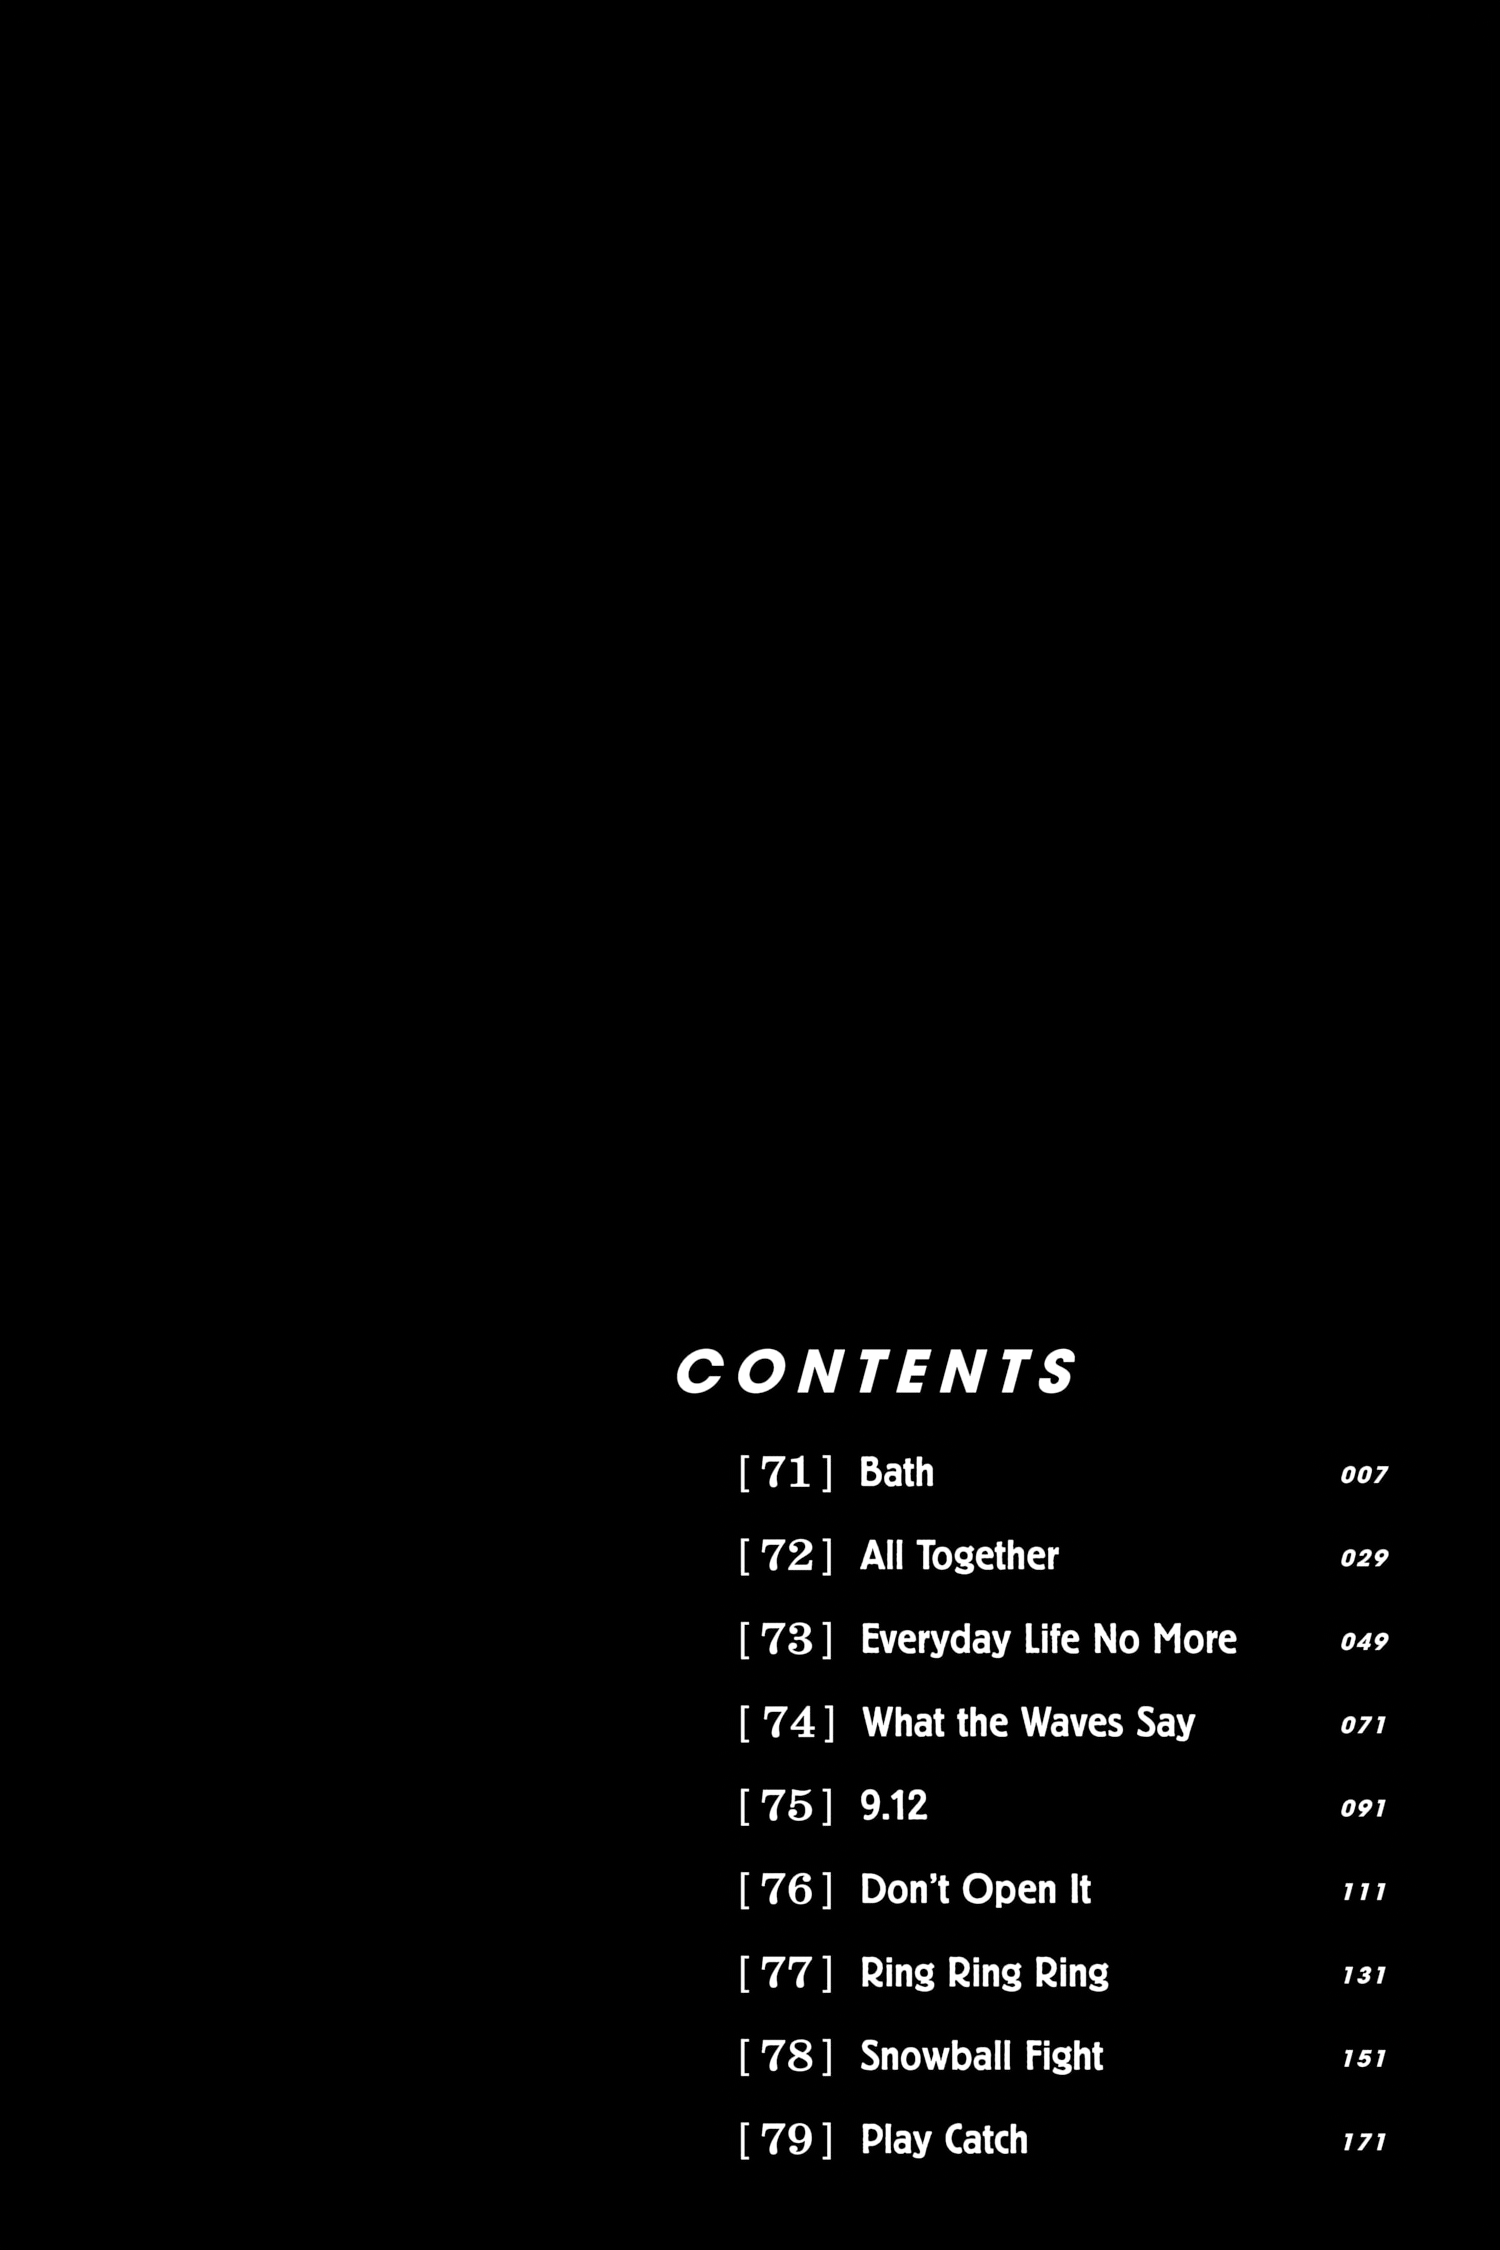 CONTENTS
[71] Bath 007
[72] All Together 029
[73] Everyday Life No More 049
[74] What the Waves Say 071
[75] 9.12 091
[76] Don't Open It 111
[77] Ring Ring Ring 131
[78] Snowball Fight 151
[79] Play Catch 171